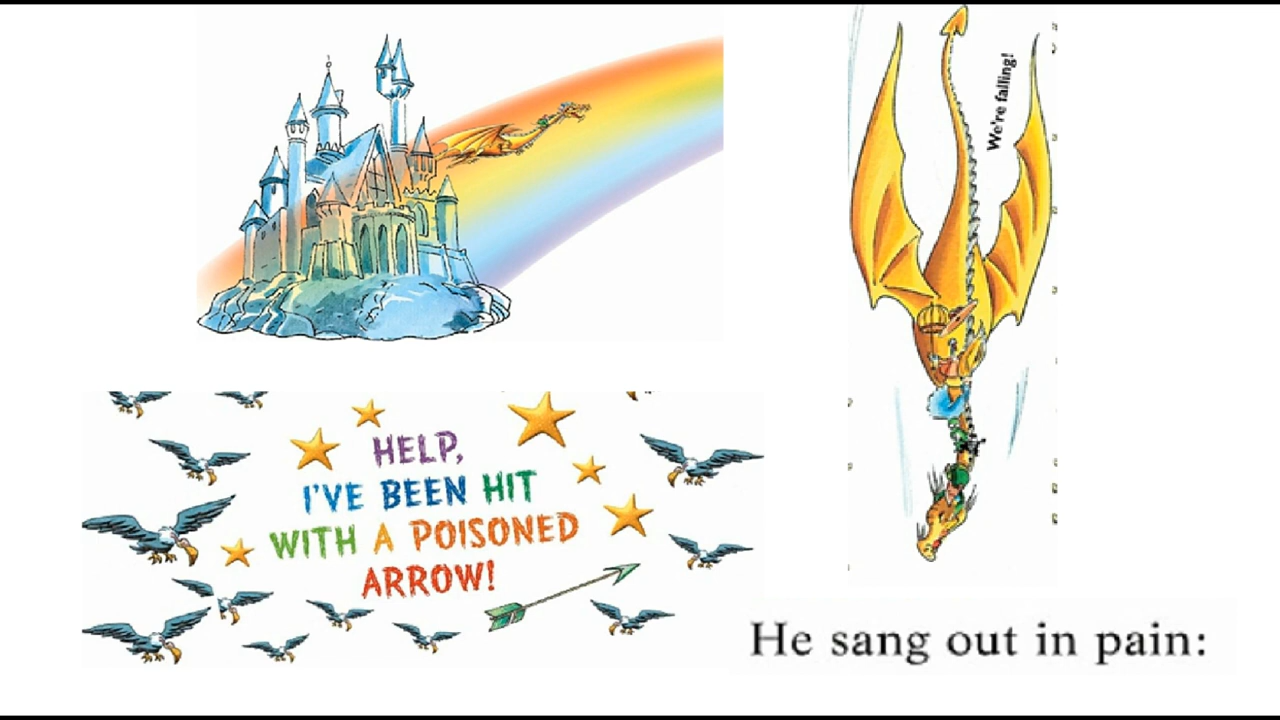 We're falling!
HELP,
I'VE BEEN HIT
WITH A POISONED
ARROW!
He sang out in pain: